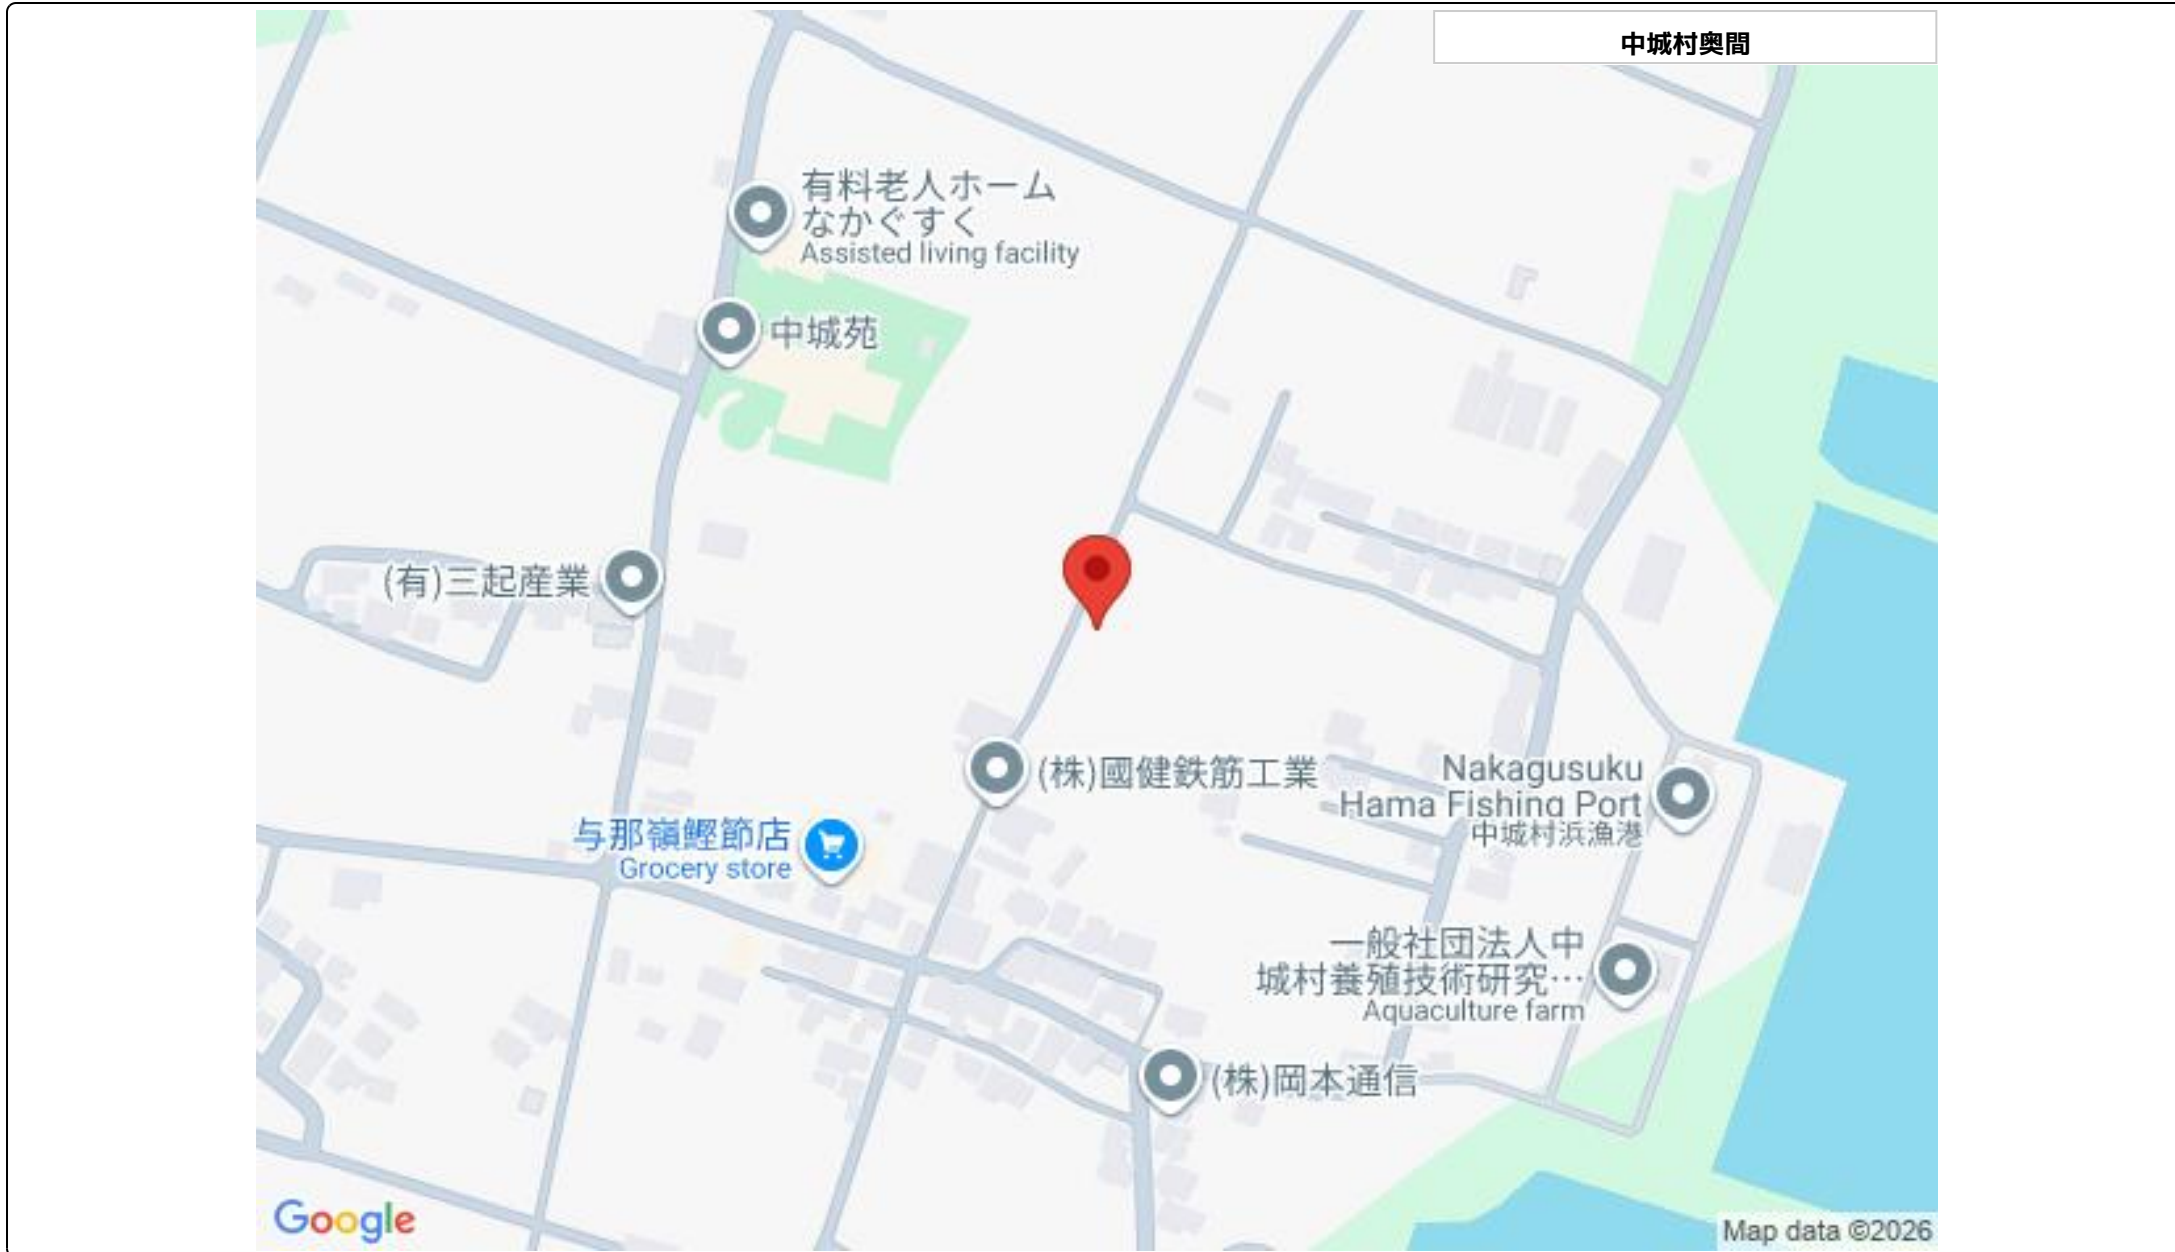 中城村奥間
有料老人ホーム
なかぐすく
Assisted living facility
中城苑
(有)三起産業
(株)國健鉄筋工業
Nakagusuku
Hama Fishing Port
中城村浜漁港
与那嶺鰹節店
Grocery store
一般社団法人中
城村養殖技術研究…
Aquaculture farm
(株)岡本通信
Google
Map data ©2026